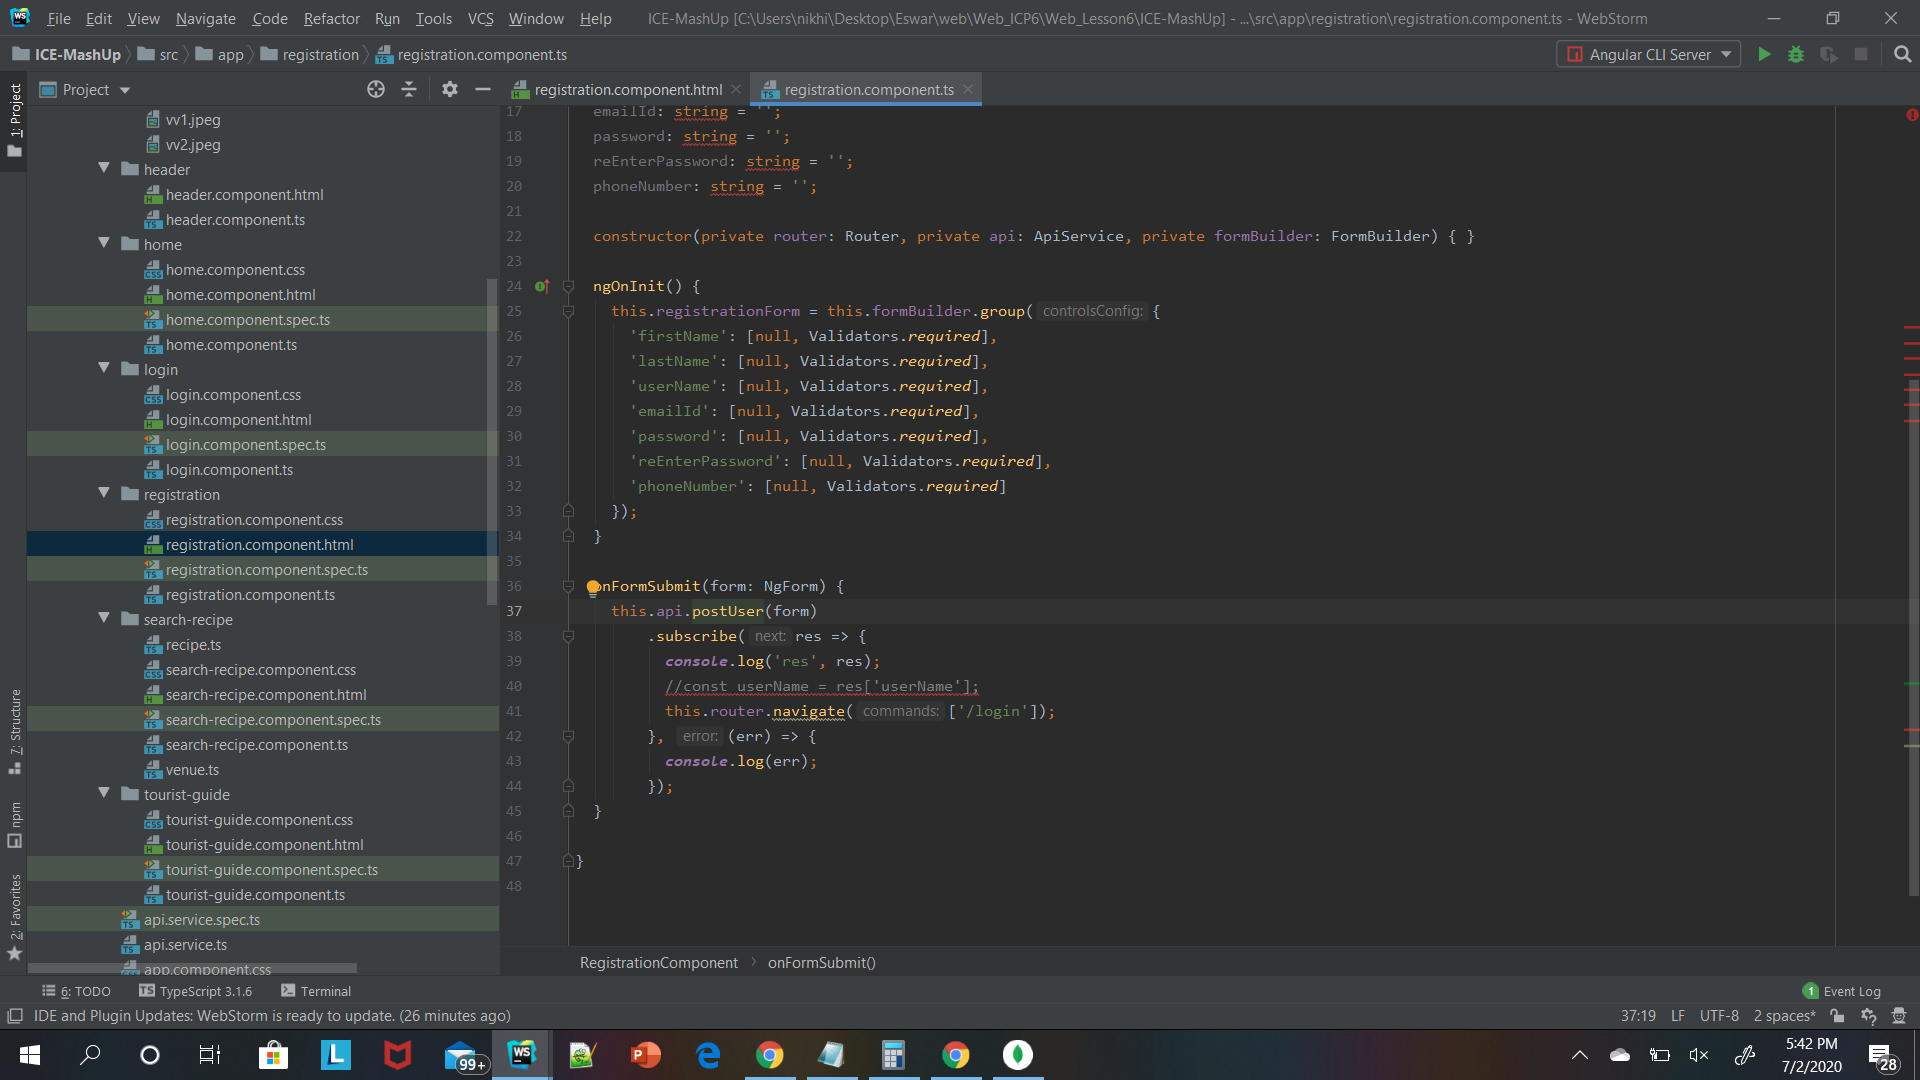 File Edit View Navigate Code Refactor Run Tools VCS Window Help ICE-MashUp [C:\Users\nikhi\Desktop\Eswar\web\Web_ICP6\Web_Lesson6\ICE-MashUp] - ...\src\app\registration\registration.component.ts - WebStorm
ICE-MashUp src app registration registration.component.ts Angular CLI Server
1: Project
Project
registration.component.html registration.component.ts
vv1.jpeg
vv2.jpeg
header
header.component.html
header.component.ts
home
home.component.css
home.component.html
home.component.spec.ts
home.component.ts
login
login.component.css
login.component.html
login.component.spec.ts
login.component.ts
registration
registration.component.css
registration.component.html
registration.component.spec.ts
registration.component.ts
search-recipe
recipe.ts
search-recipe.component.css
search-recipe.component.html
search-recipe.component.spec.ts
search-recipe.component.ts
venue.ts
tourist-guide
tourist-guide.component.css
tourist-guide.component.html
tourist-guide.component.spec.ts
tourist-guide.component.ts
api.service.spec.ts
api.service.ts
app.component.css
7: Structure
npm
2: Favorites
17 emailId: string = '';
18 password: string = '';
19 reEnterPassword: string = '';
20 phoneNumber: string = '';
21
22 constructor(private router: Router, private api: ApiService, private formBuilder: FormBuilder) { }
23
24 ngOnInit() {
25 this.registrationForm = this.formBuilder.group( controlsConfig: {
26 'firstName': [null, Validators.required],
27 'lastName': [null, Validators.required],
28 'userName': [null, Validators.required],
29 'emailId': [null, Validators.required],
30 'password': [null, Validators.required],
31 'reEnterPassword': [null, Validators.required],
32 'phoneNumber': [null, Validators.required]
33 });
34 }
35
36 nFormSubmit(form: NgForm) {
37 this.api.postUser(form)
38 .subscribe( next: res => {
39 console.log('res', res);
40 //const userName = res['userName'];
41 this.router.navigate( commands: ['/login']);
42 }, error: (err) => {
43 console.log(err);
44 });
45 }
46
47 }
48
RegistrationComponent onFormSubmit()
6: TODO TypeScript 3.1.6 Terminal 1 Event Log
IDE and Plugin Updates: WebStorm is ready to update. (26 minutes ago) 37:19 LF UTF-8 2 spaces*
99+
5:42 PM
7/2/2020
28